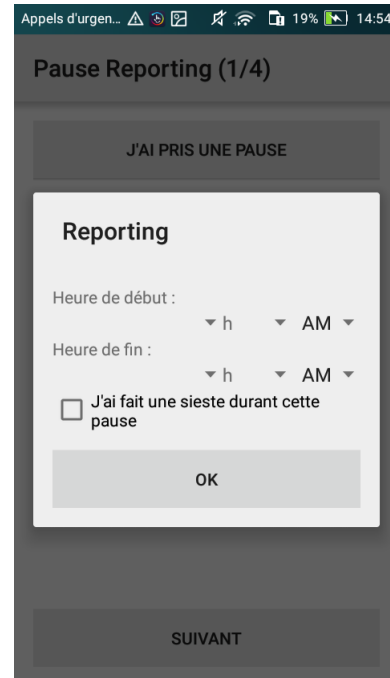 Appels d'urgen... 19% 14:54
Pause Reporting (1/4)
J'AI PRIS UNE PAUSE
Reporting
Heure de début :
h AM
Heure de fin :
h AM
J'ai fait une sieste durant cette
pause
OK
SUIVANT